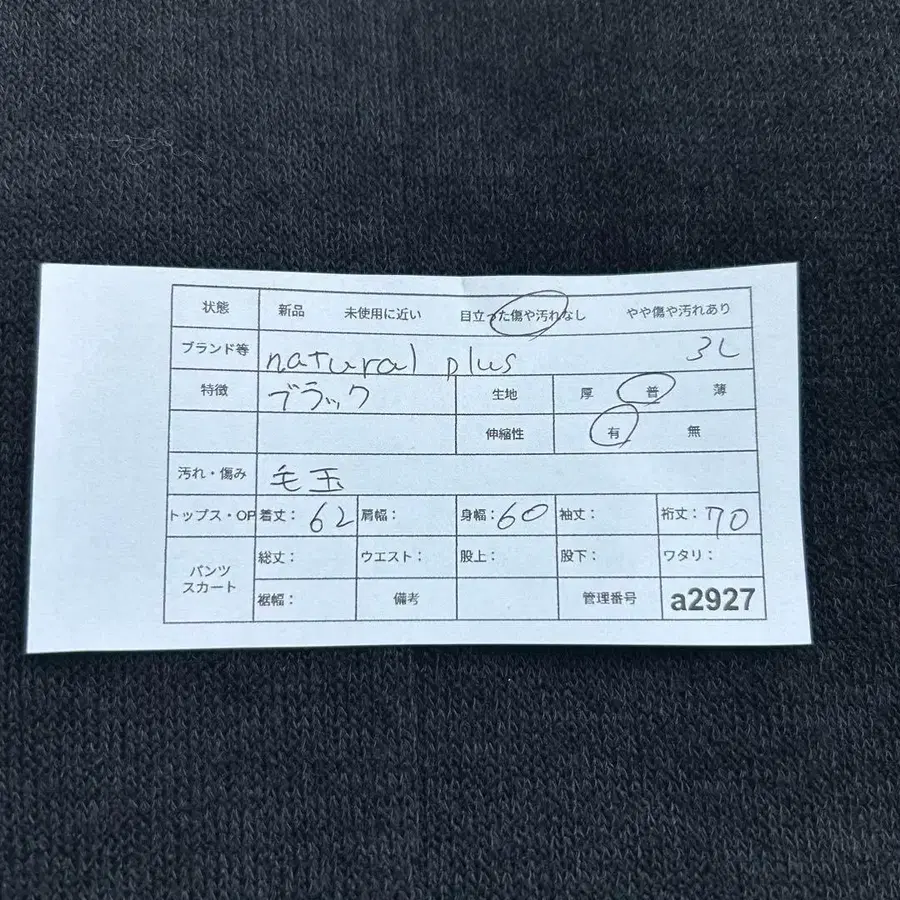 状態 新品 未使用に近い 目立った傷や汚れなし やや傷や汚れあり
ブランド等 natural plus 3L
特徴 ブラック 生地 厚 普 薄
伸縮性 有 無
汚れ・傷み 毛玉
トップス・OP 着丈：62 肩幅： 身幅：60 袖丈： 裄丈：70
パンツ スカート 総丈： ウエスト： 股上： 股下： ワタリ：
裾幅： 備考 管理番号 a2927